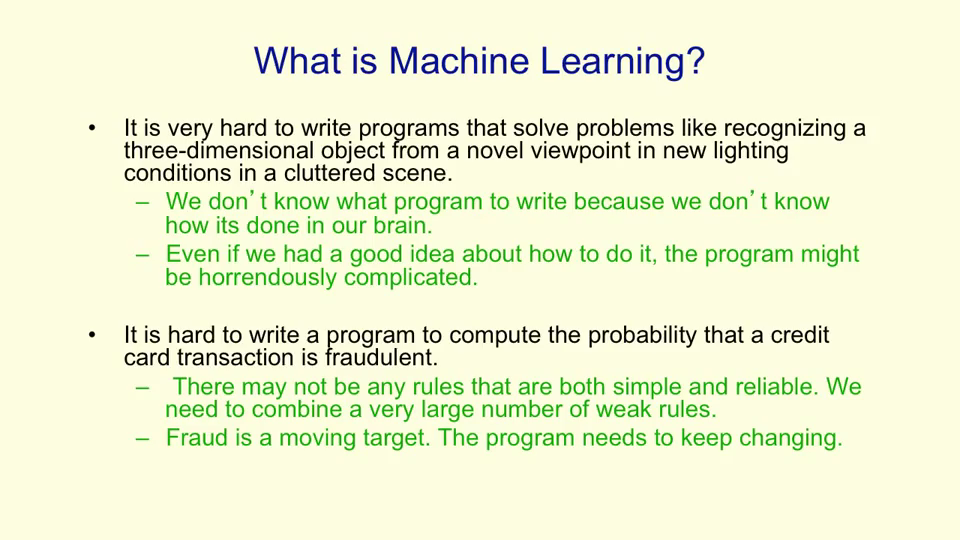 What is Machine Learning?
• It is very hard to write programs that solve problems like recognizing a
three-dimensional object from a novel viewpoint in new lighting
conditions in a cluttered scene.
– We don’t know what program to write because we don’t know
how its done in our brain.
– Even if we had a good idea about how to do it, the program might
be horrendously complicated.
• It is hard to write a program to compute the probability that a credit
card transaction is fraudulent.
– There may not be any rules that are both simple and reliable. We
need to combine a very large number of weak rules.
– Fraud is a moving target. The program needs to keep changing.